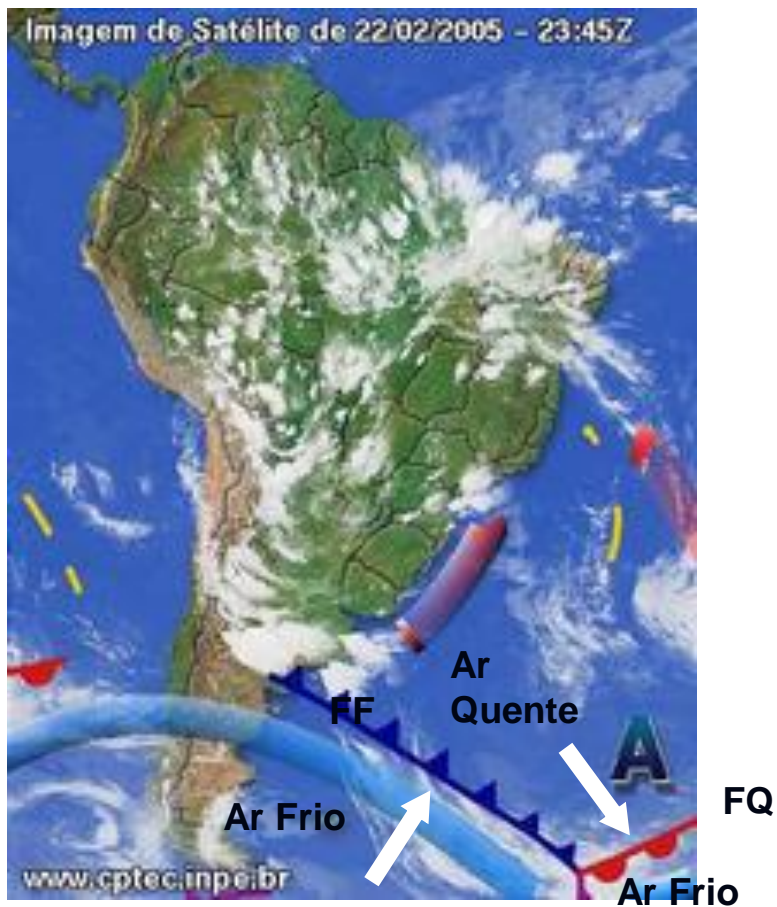 Imagem de Satélite de 22/02/2005 - 23:45Z
Ar
Quente
FF
A
FQ
Ar Frio
www.cptec.inpe.br
Ar Frio